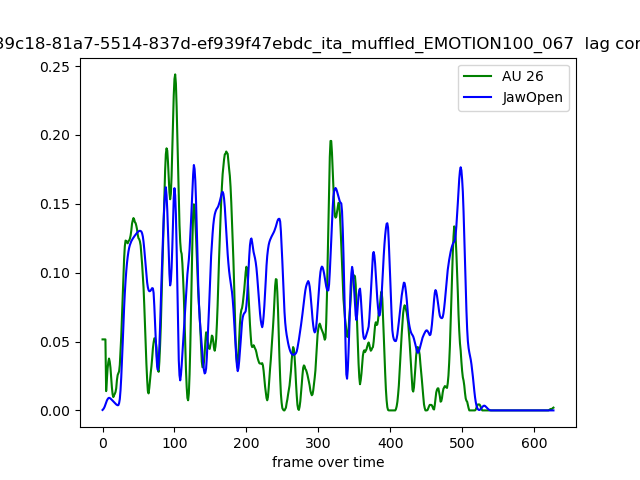 39c18-81a7-5514-837d-ef939f47ebdc_ita_muffled_EMOTION100_067 lag cor
AU 26
JawOpen
0.25
0.20
0.15
0.10
0.05
0.00
0 100 200 300 400 500 600
frame over time